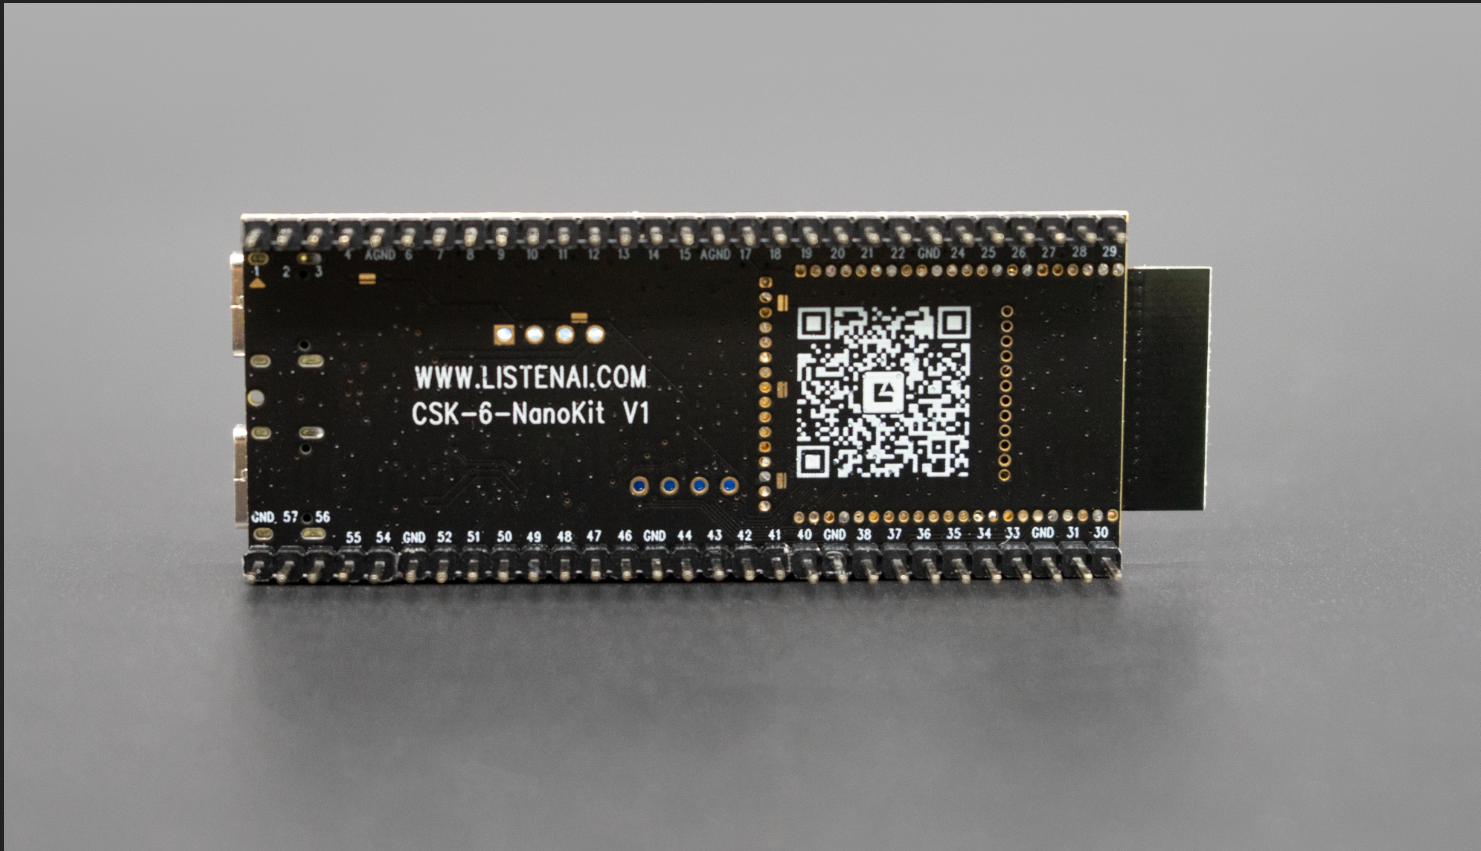 4 AGND 6 7 8 9 10 11 12 13 14 15 AGND 17 18 19 20 21 22 GND 24 25 26 27 28 29
1 2 3
WWW.LISTENAI.COM
CSK-6-NanoKit V1
GND 57 56
55 54 GND 52 51 50 49 48 47 46 GND 44 43 42 41 40 GND 38 37 36 35 34 33 GND 31 30